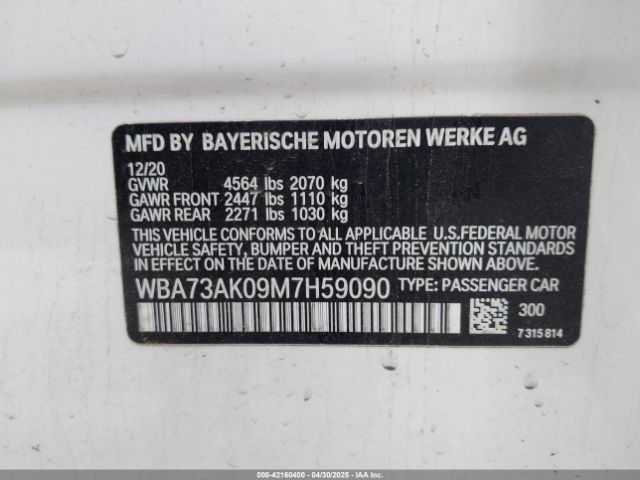 MFD BY BAYERISCHE MOTOREN WERKE AG
12/20
GVWR 4564 lbs 2070 kg
GAWR FRONT 2447 lbs 1110 kg
GAWR REAR 2271 lbs 1030 kg
THIS VEHICLE CONFORMS TO ALL APPLICABLE U.S.FEDERAL MOTOR
VEHICLE SAFETY, BUMPER AND THEFT PREVENTION STANDARDS
IN EFFECT ON THE DATE OF MANUFACTURE SHOWN ABOVE.
WBA73AK09M7H59090 TYPE: PASSENGER CAR
300
7315814
000-42160400 - 04/30/2025 - IAA Inc.